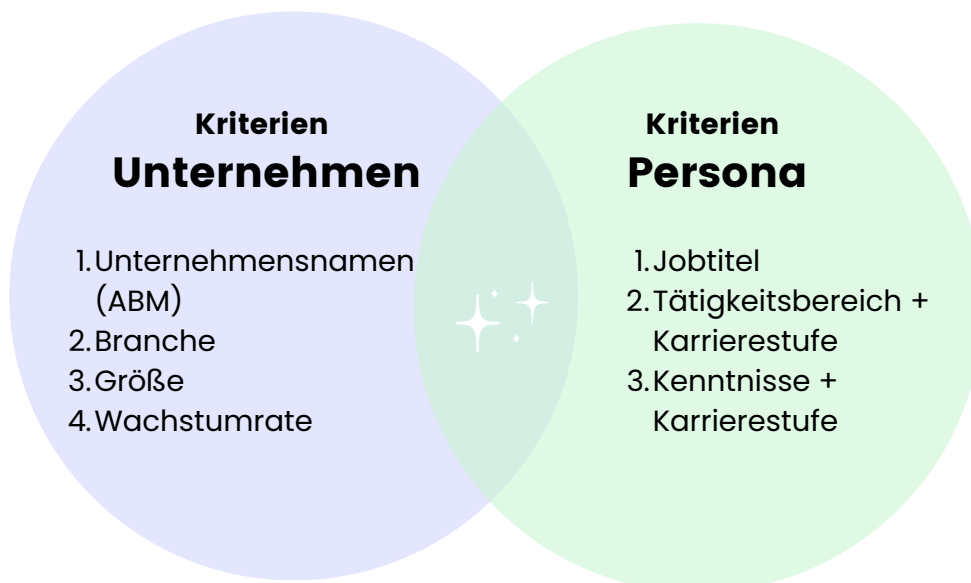 Kriterien
Unternehmen
1.Unternehmensnamen
(ABM)
2.Branche
3.Größe
4.Wachstumrate
Kriterien
Persona
1.Jobtitel
2.Tätigkeitsbereich +
Karrierestufe
3.Kenntnisse +
Karrierestufe